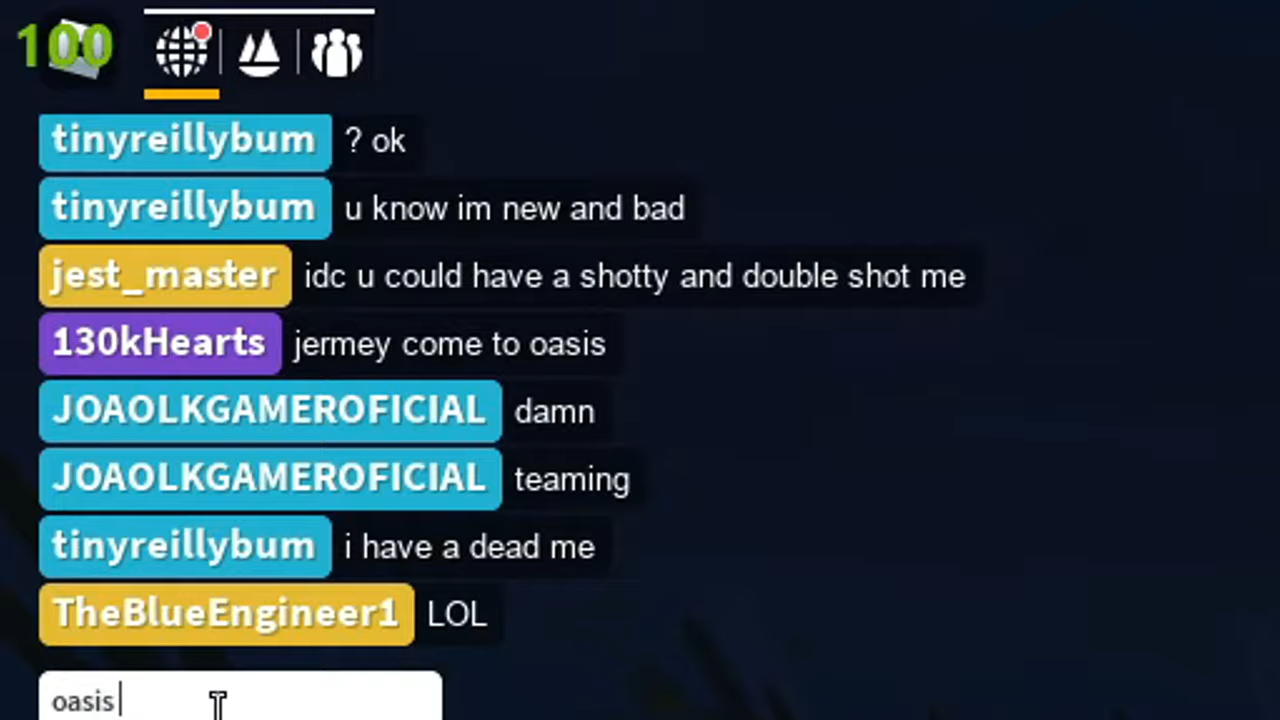 100
tinyreillybum ? ok
tinyreillybum u know im new and bad
jest_master idc u could have a shotty and double shot me
130kHearts jermey come to oasis
JOAOLKGAMEROFICIAL damn
JOAOLKGAMEROFICIAL teaming
tinyreillybum i have a dead me
TheBlueEngineer1 LOL
oasis